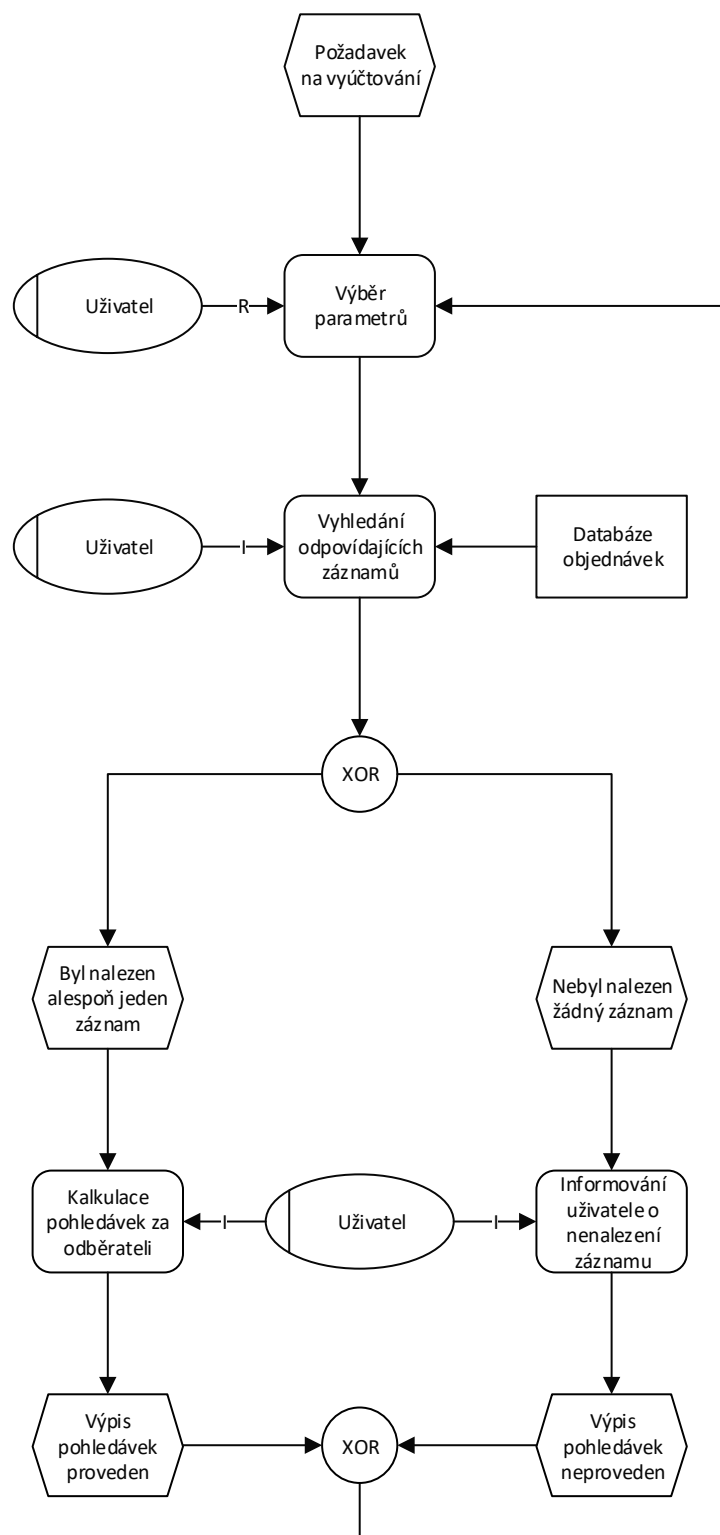 Požadavek
na vyúčtování
Uživatel
R
Výběr
parametrů
Uživatel
I
Vyhledání
odpovídajících
záznamů
Databáze
objednávek
XOR
Byl nalezen
alespoň jeden
záznam
Nebyl nalezen
žádný záznam
Kalkulace
pohledávek za
odběrateli
I
Uživatel
I
Informování
uživatele o
nenalezení
záznamu
Výpis
pohledávek
proveden
XOR
Výpis
pohledávek
neproveden